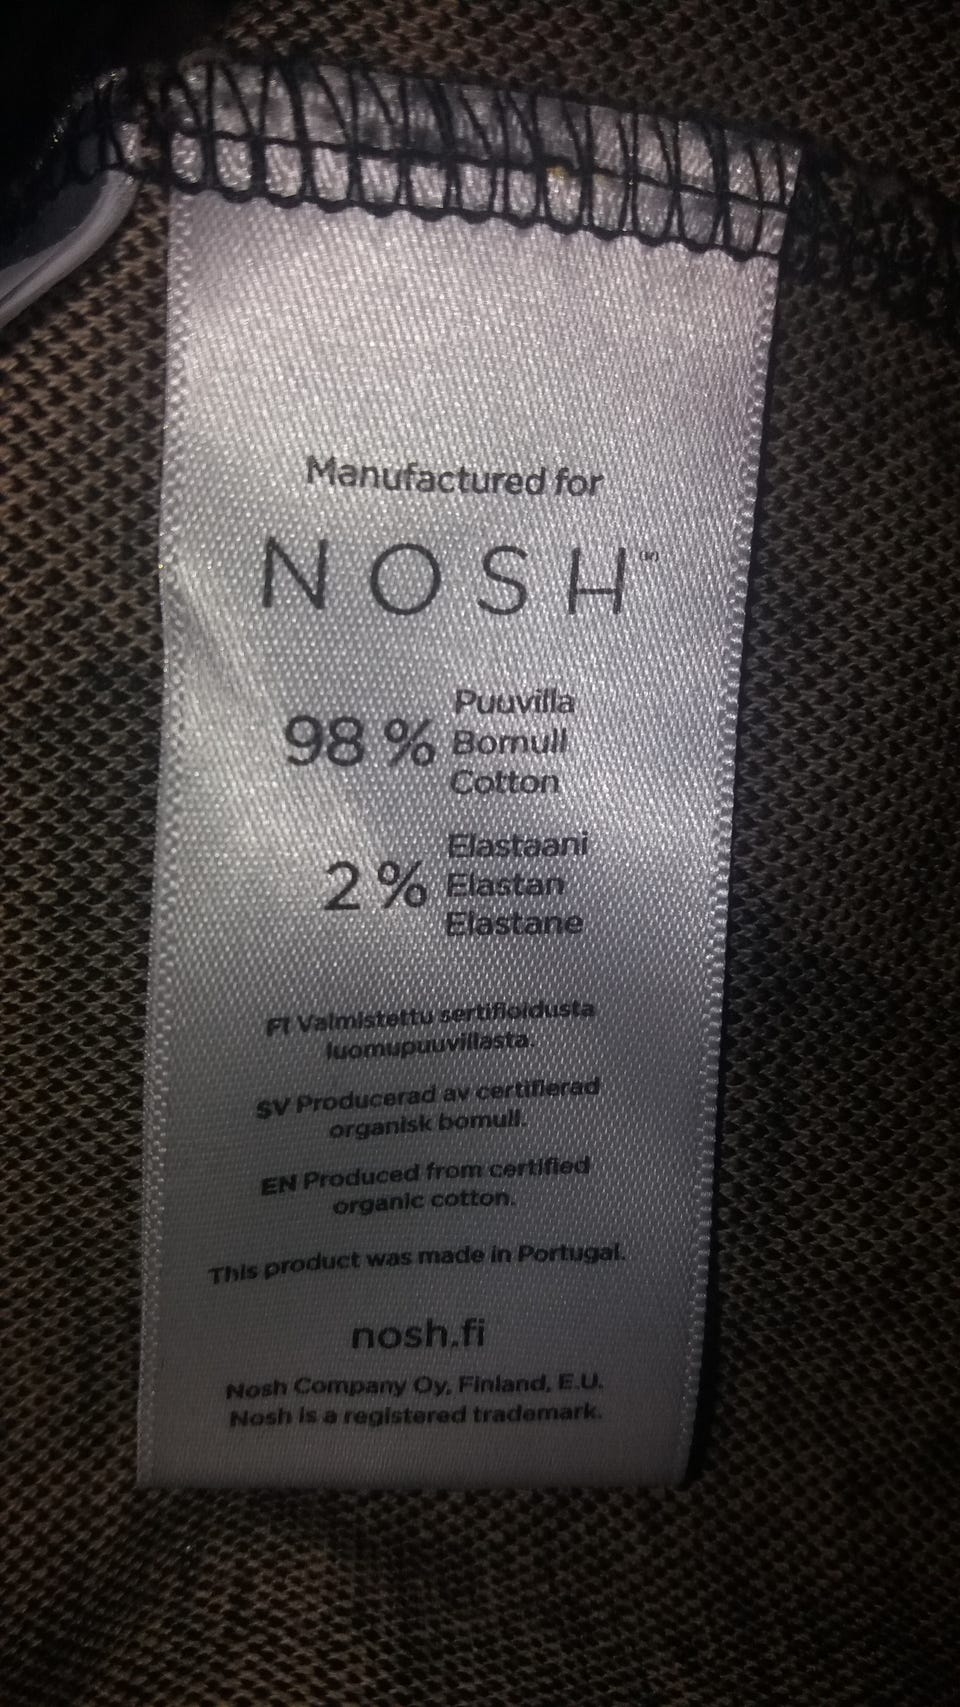 Manufactured for
NOSH™
98 % Puuvilla
Bomull
Cotton
2 % Elastaani
Elastan
Elastane
FI Valmistettu sertifioidusta
luomupuuvillasta.
SV Producerad av certifierad
organisk bomull.
EN Produced from certified
organic cotton.
This product was made in Portugal.
nosh.fi
Nosh Company Oy, Finland, E.U.
Nosh is a registered trademark.